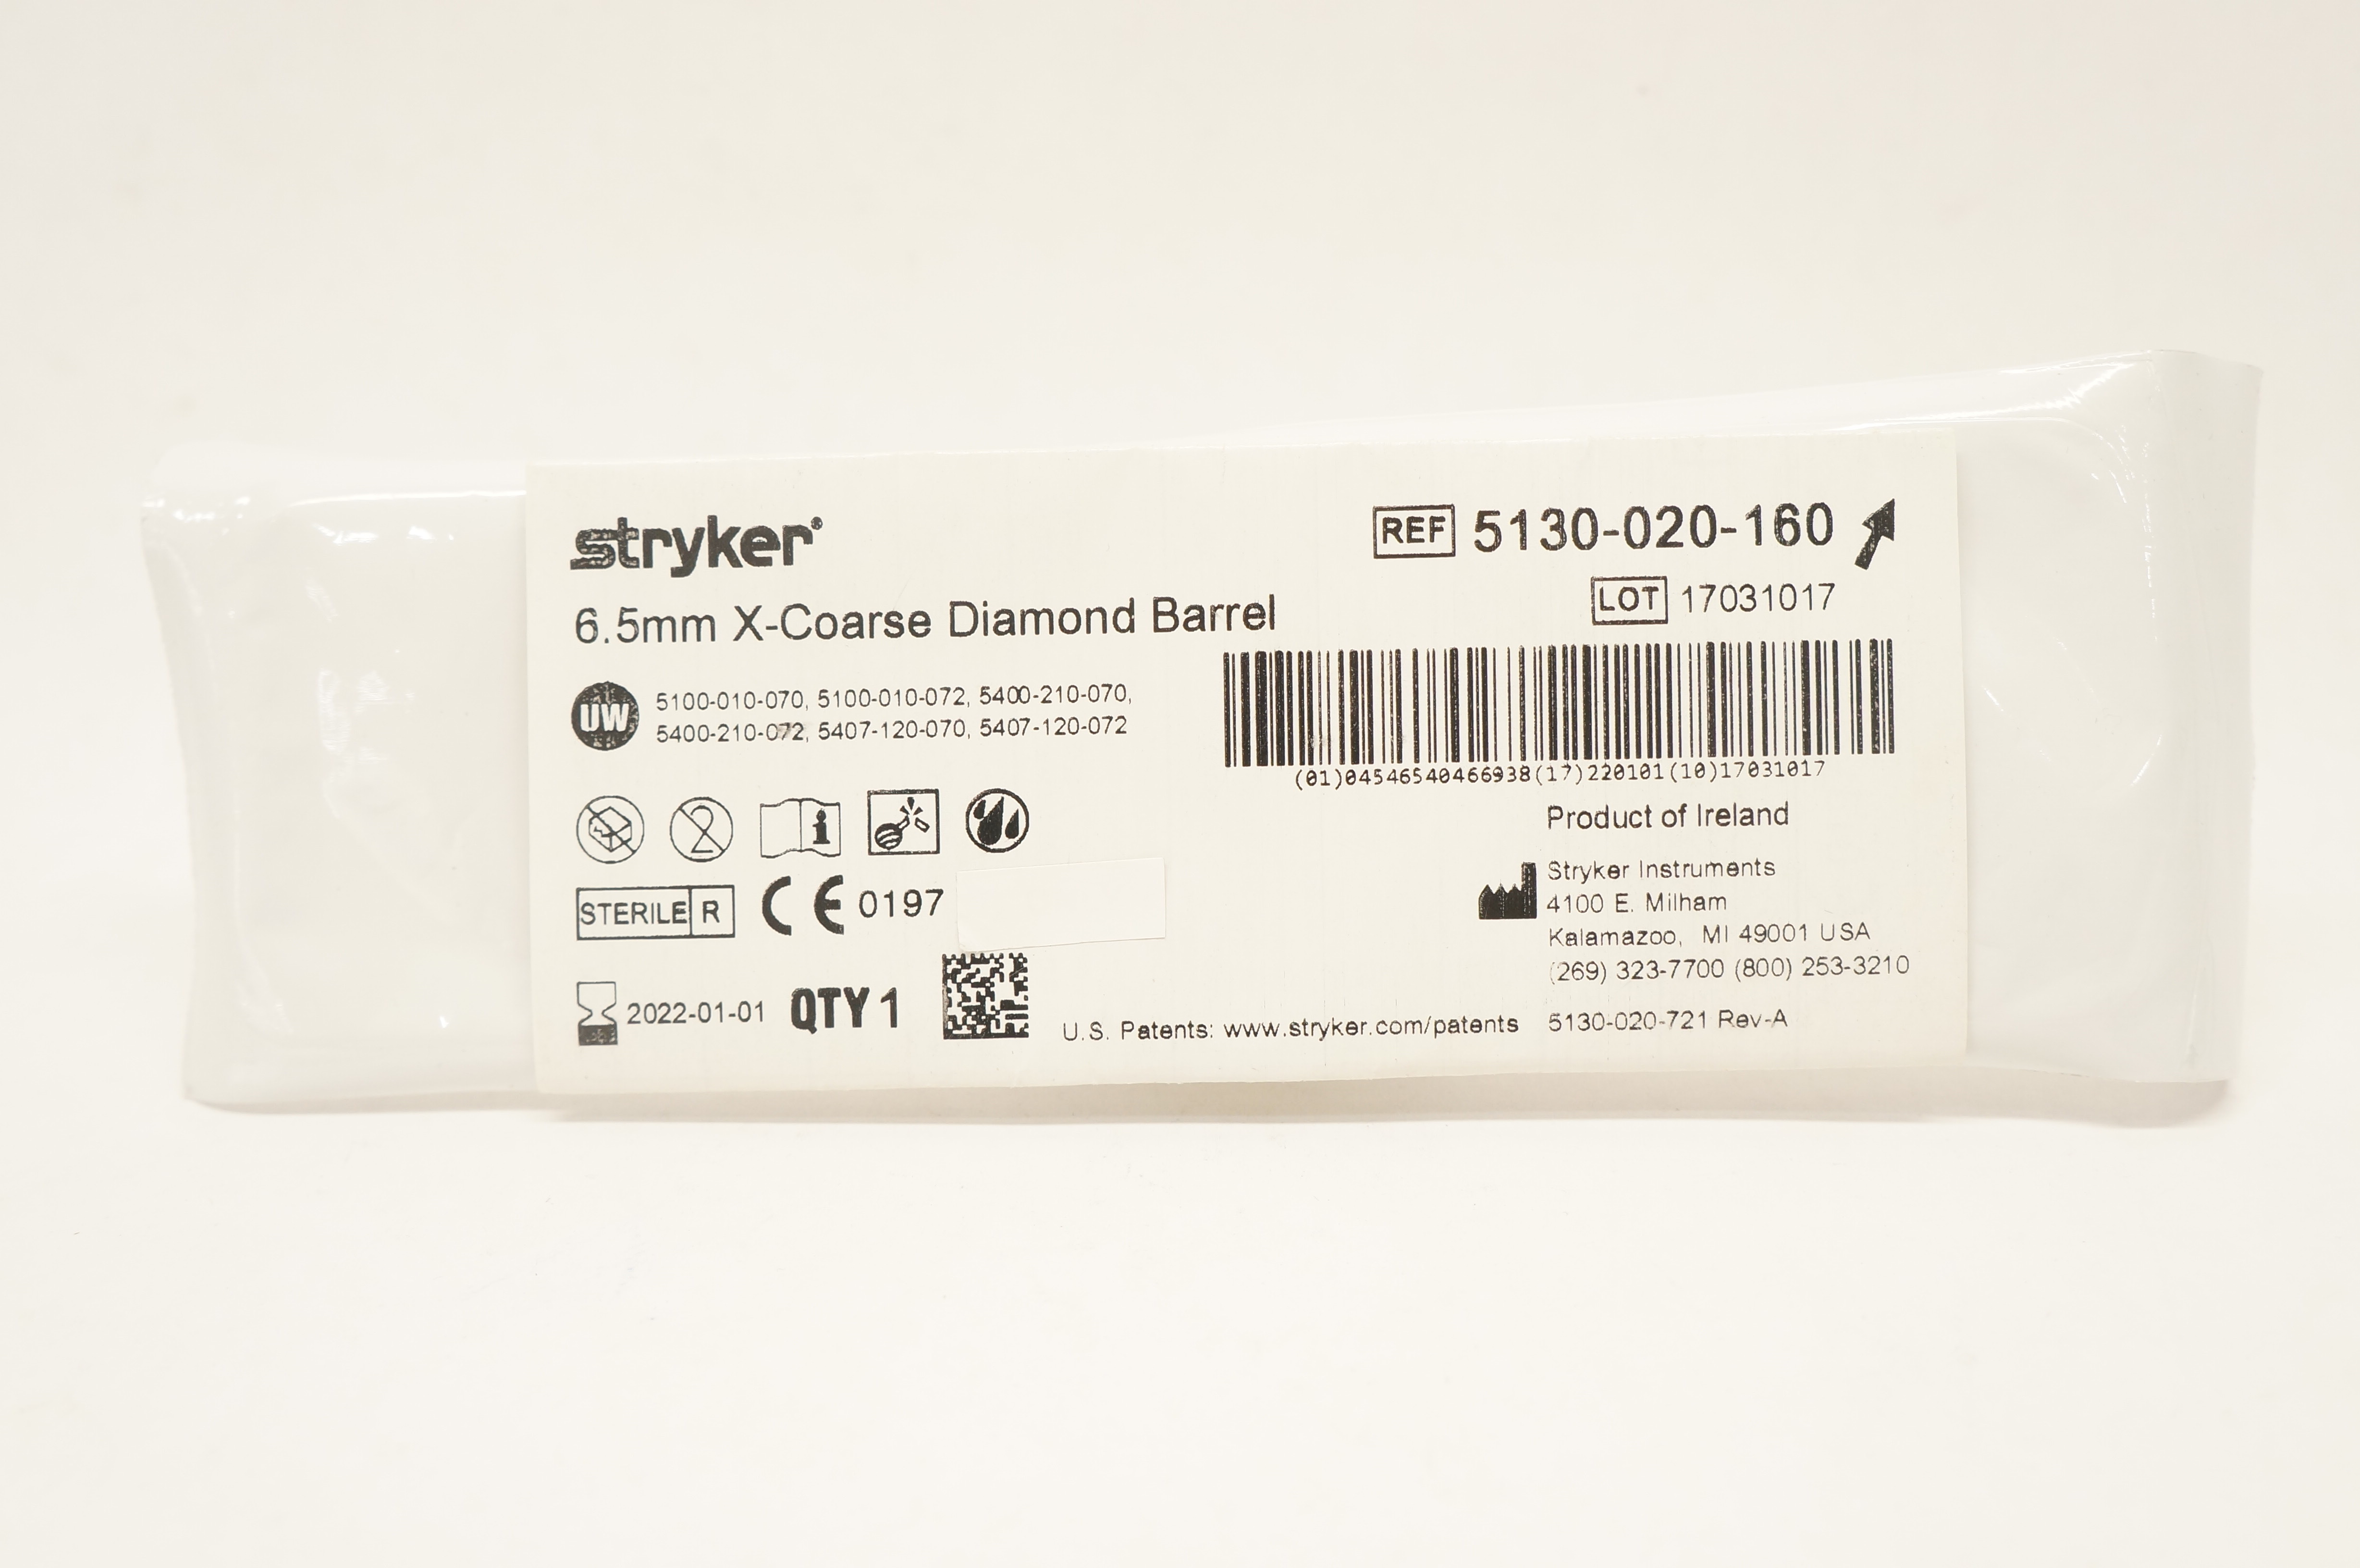 stryker®
6.5mm X-Coarse Diamond Barrel
REF 5130-020-160
LOT 17031017
UW 5100-010-070, 5100-010-072, 5400-210-070,
5400-210-072, 5407-120-070, 5407-120-072
(01)04546540466938(17)220101(10)17031017
2 i
STERILE R CE 0197
2022-01-01 QTY 1
Product of Ireland
Stryker Instruments
4100 E. Milham
Kalamazoo, MI 49001 USA
(269) 323-7700 (800) 253-3210
U.S. Patents: www.stryker.com/patents 5130-020-721 Rev-A